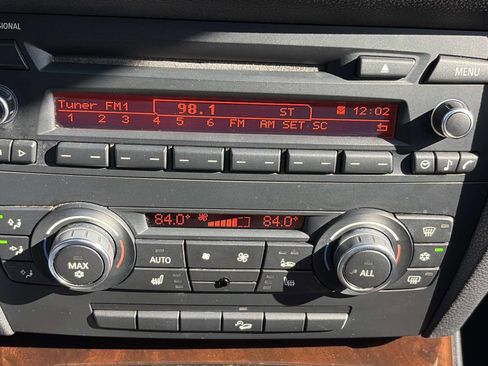 SIONAL
MENU
Tuner FM1 98.1 ST 12:02
1 2 3 4 5 6 FM AM SET SC
84.0° 84.0°
MAX AUTO ALL